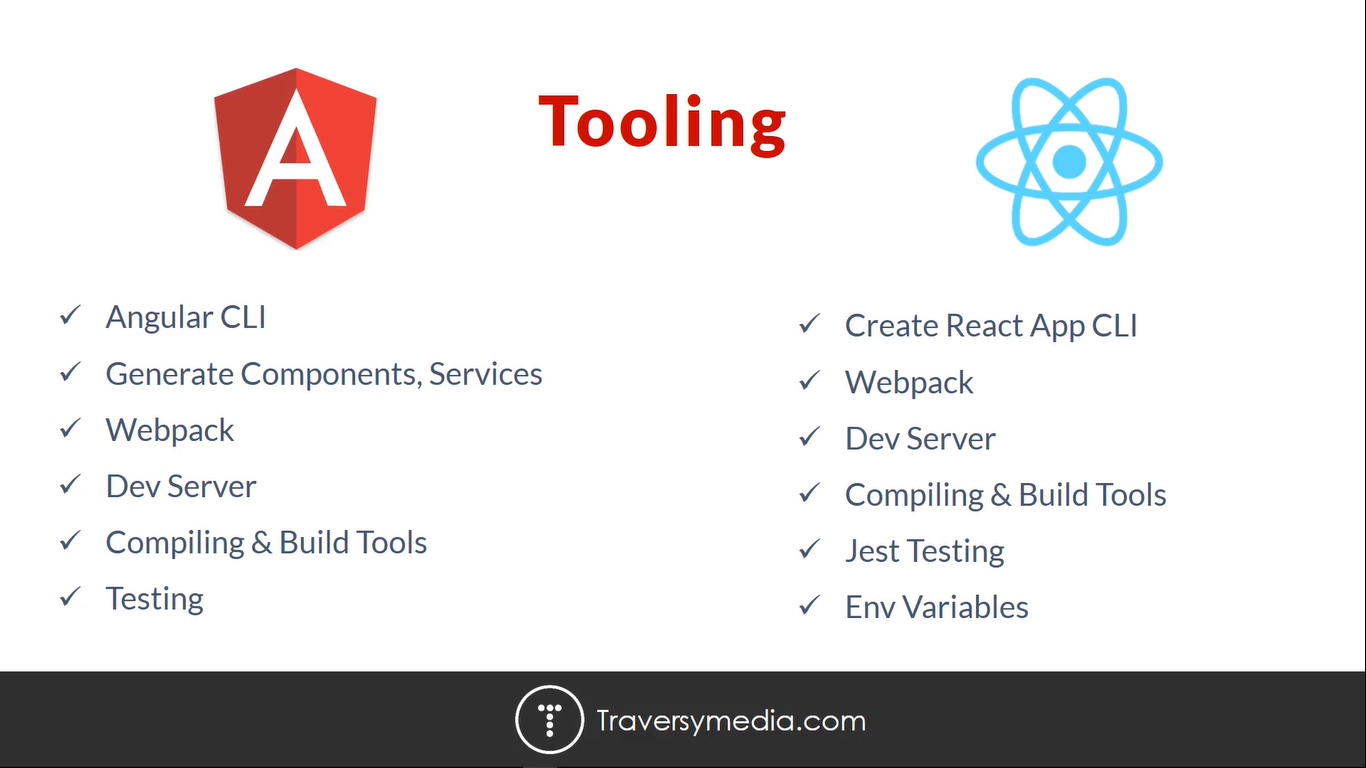 Tooling
Angular CLI
Generate Components, Services
Webpack
Dev Server
Compiling & Build Tools
Testing
Create React App CLI
Webpack
Dev Server
Compiling & Build Tools
Jest Testing
Env Variables
Traversymedia.com